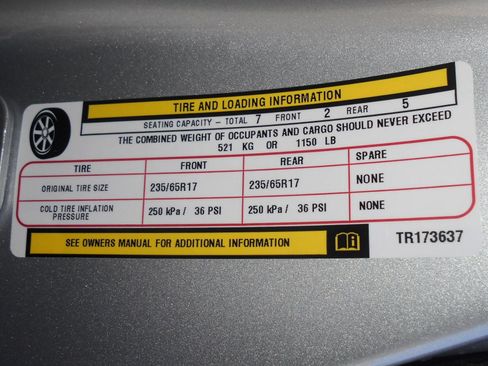 TIRE AND LOADING INFORMATION
SEATING CAPACITY - TOTAL 7 FRONT 2 REAR 5
THE COMBINED WEIGHT OF OCCUPANTS AND CARGO SHOULD NEVER EXCEED
521 KG OR 1150 LB
TIRE FRONT REAR SPARE
ORIGINAL TIRE SIZE 235/65R17 235/65R17 NONE
COLD TIRE INFLATION PRESSURE 250 kPa / 36 PSI 250 kPa / 36 PSI NONE
SEE OWNERS MANUAL FOR ADDITIONAL INFORMATION TR173637